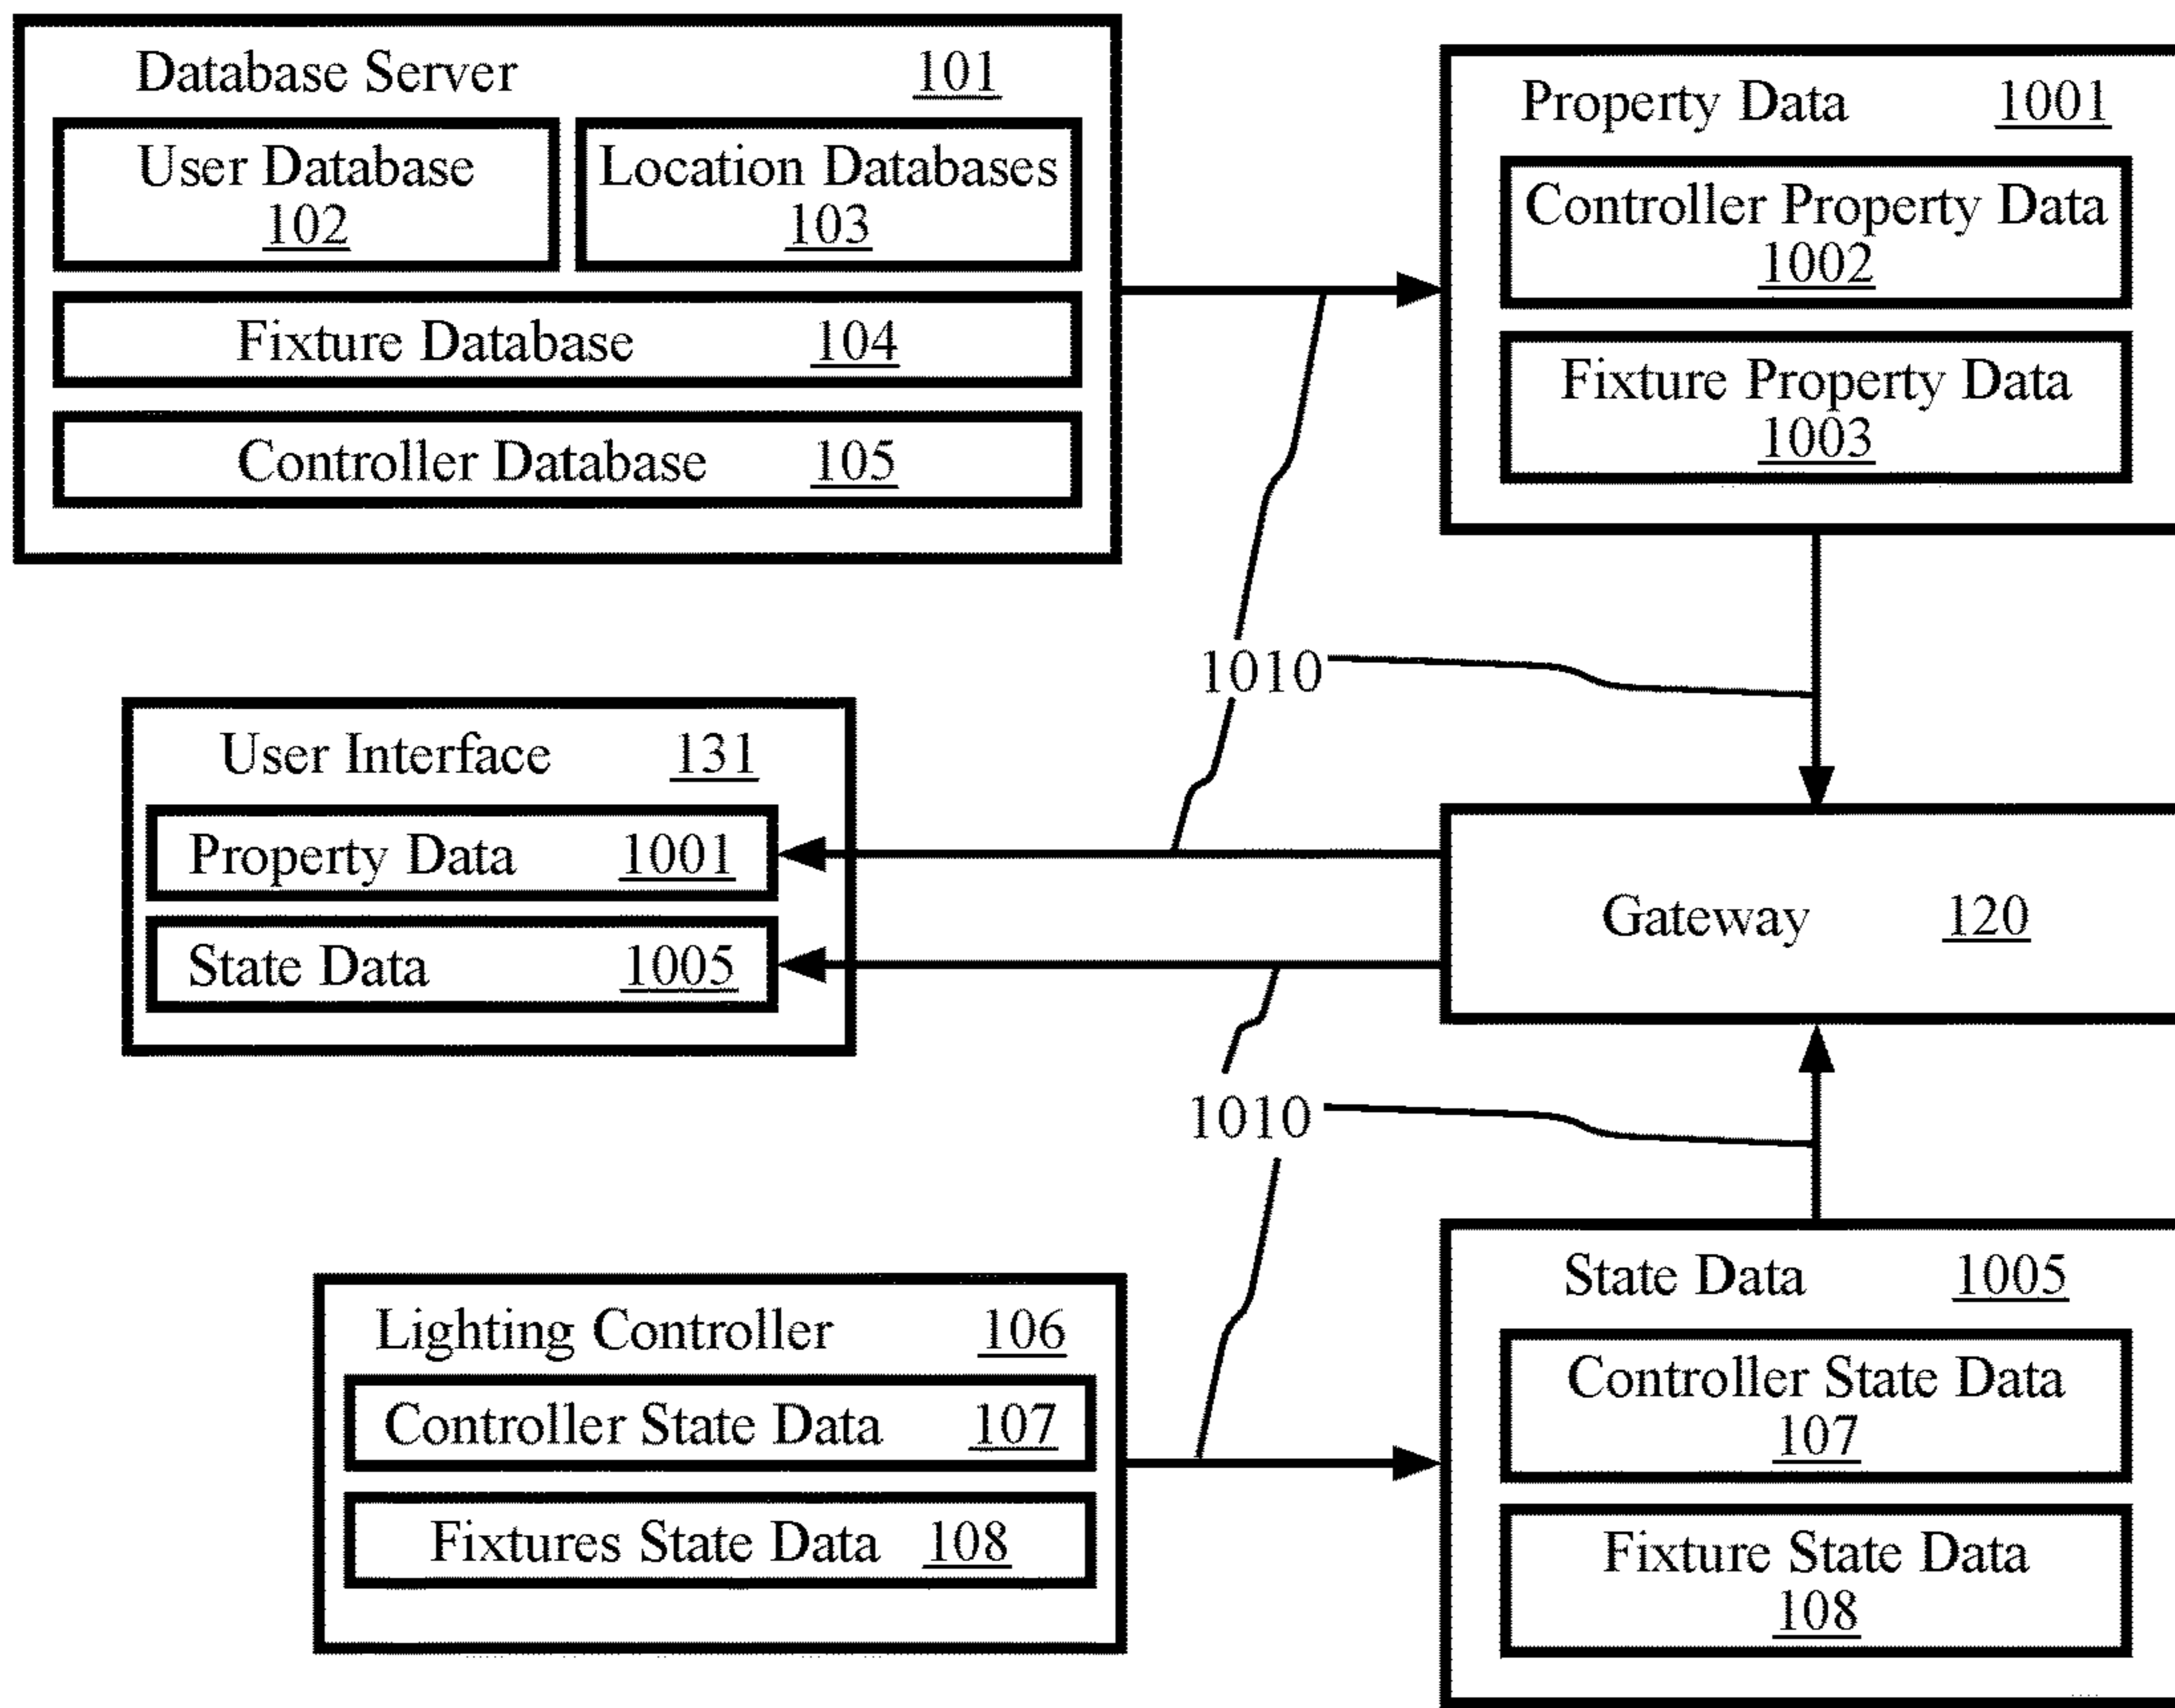 Database Server 101
User Database
102
Location Databases
103
Fixture Database 104
Controller Database 105
Property Data 1001
Controller Property Data
1002
Fixture Property Data
1003
1010
User Interface 131
Property Data 1001
State Data 1005
Gateway 120
1010
Lighting Controller 106
Controller State Data 107
Fixtures State Data 108
State Data 1005
Controller State Data
107
Fixture State Data
108